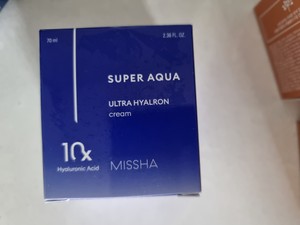 70 ml
2.36 FL. OZ.
SUPER AQUA
ULTRA HYALRON
cream
10x
Hyaluronic Acid
MISSHA